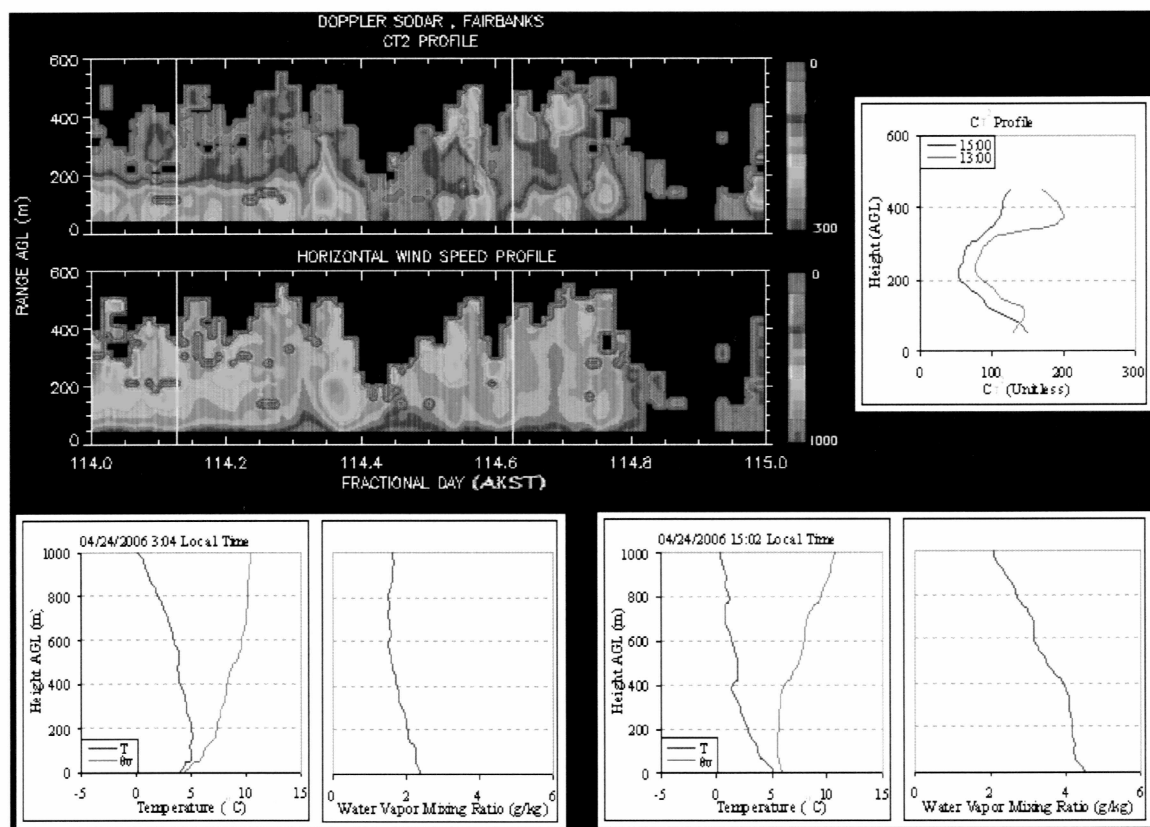 DOPPLER SODAR , FAIRBANKS
CT2 PROFILE
600
400
200
0
0
300
HORIZONTAL WIND SPEED PROFILE
RANGE AGL (m)
600
400
200
0
0
1000
114.0 114.2 114.4 114.6 114.8 115.0
FRACTIONAL DAY (AKST)
Profile
15:00
13:00
600
400
200
0
Height (AGL)
0 100 200 300
(Unitless)
04/24/2006 3:04 Local Time
1000
800
600
400
200
0
Height AGL (m)
T
θv
-5 0 5 10 15
Temperature ( C)
0 2 4 6
Water Vapor Mixing Ratio (g/kg)
04/24/2006 15:02 Local Time
1000
800
600
400
200
0
Height AGL (m)
T
θv
-5 0 5 10 15
Temperature ( C)
0 2 4 6
Water Vapor Mixing Ratio (g/kg)